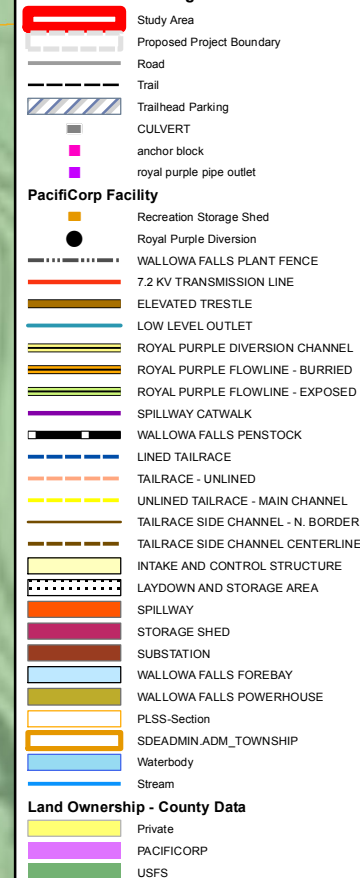 Study Area
Proposed Project Boundary
Road
Trail
Trailhead Parking
CULVERT
anchor block
royal purple pipe outlet
PacifiCorp Facility
Recreation Storage Shed
Royal Purple Diversion
WALLOWA FALLS PLANT FENCE
7.2 KV TRANSMISSION LINE
ELEVATED TRESTLE
LOW LEVEL OUTLET
ROYAL PURPLE DIVERSION CHANNEL
ROYAL PURPLE FLOWLINE - BURRIED
ROYAL PURPLE FLOWLINE - EXPOSED
SPILLWAY CATWALK
WALLOWA FALLS PENSTOCK
LINED TAILRACE
TAILRACE - UNLINED
UNLINED TAILRACE - MAIN CHANNEL
TAILRACE SIDE CHANNEL - N. BORDER
TAILRACE SIDE CHANNEL CENTERLINE
INTAKE AND CONTROL STRUCTURE
LAYDOWN AND STORAGE AREA
SPILLWAY
STORAGE SHED
SUBSTATION
WALLOWA FALLS FOREBAY
WALLOWA FALLS POWERHOUSE
PLSS-Section
SDEADMIN.ADM_TOWNSHIP
Waterbody
Stream
Land Ownership - County Data
Private
PACIFICORP
USFS